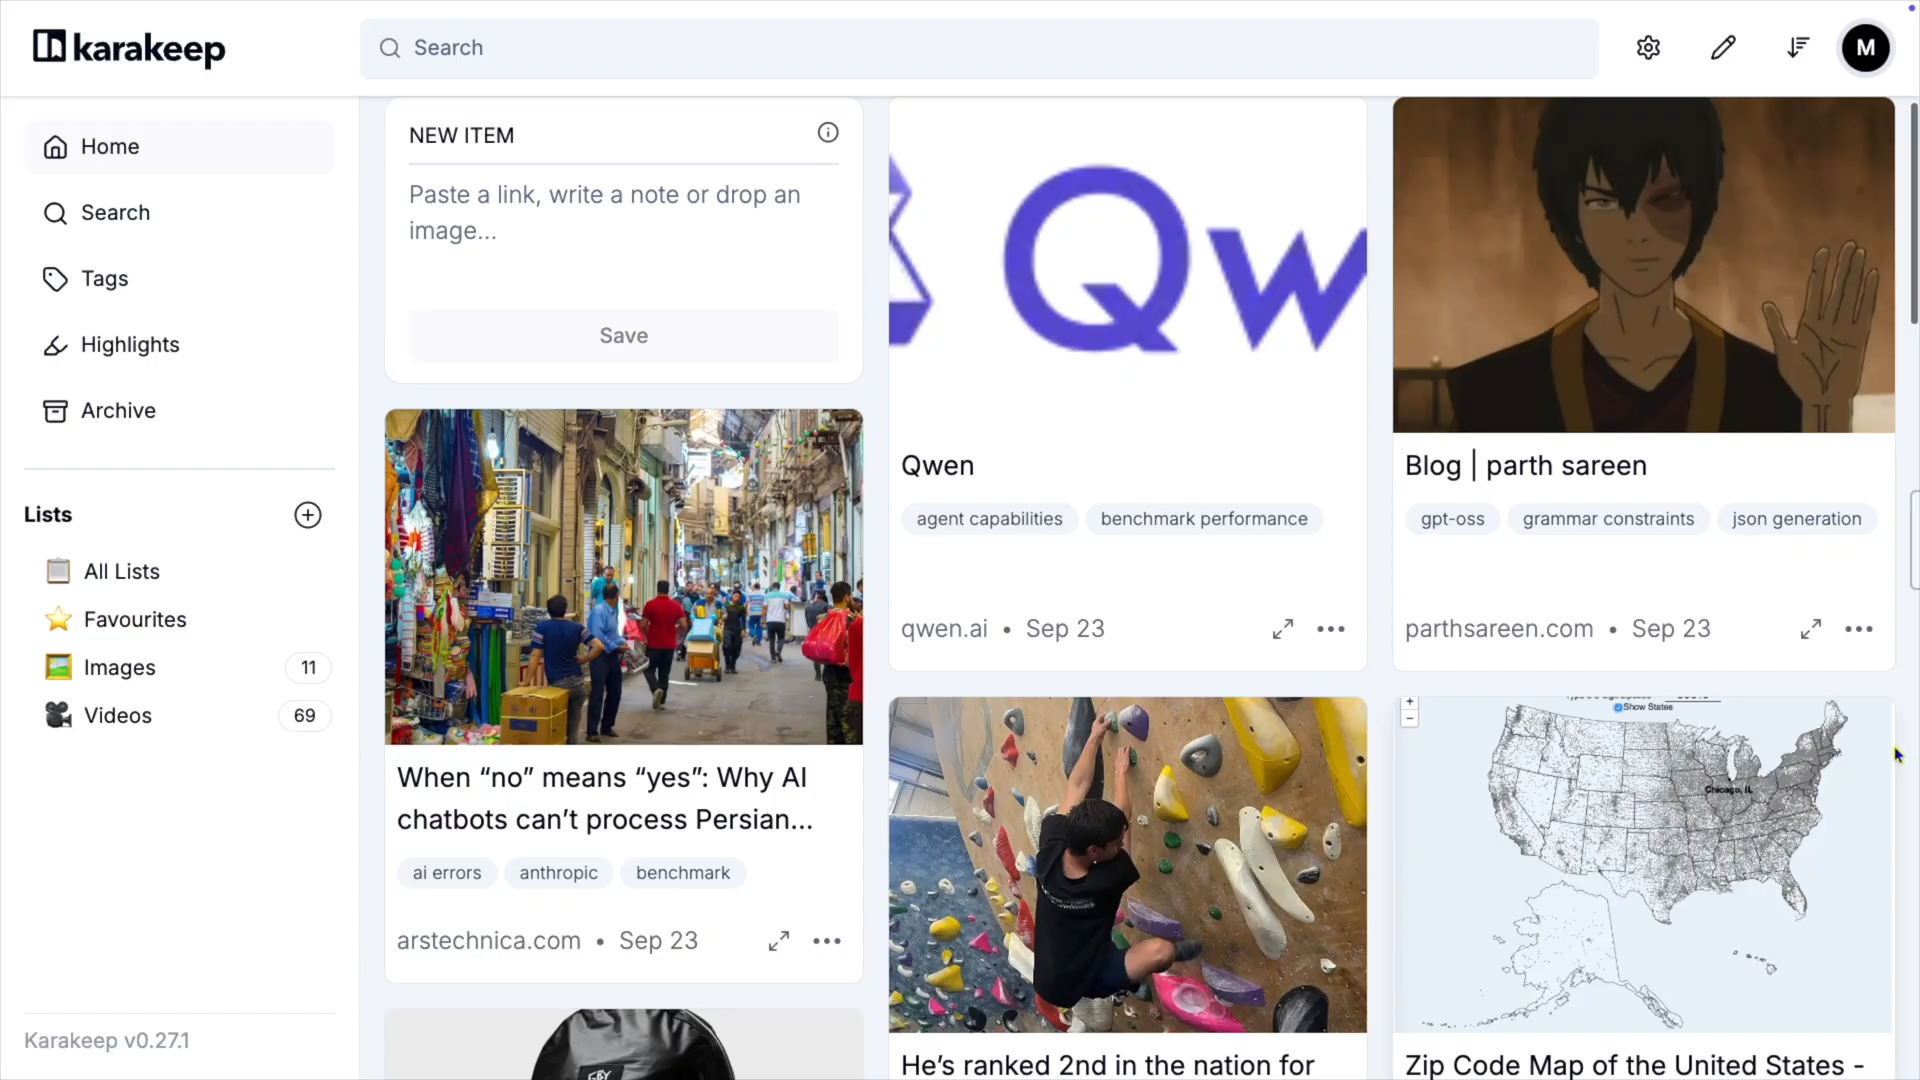 karakeep
Search
M
Home
Search
Tags
Highlights
Archive
Lists
All Lists
Favourites
Images 11
Videos 69
Karakeep v0.27.1
NEW ITEM
Paste a link, write a note or drop an
image...
Save
When “no” means “yes”: Why AI
chatbots can’t process Persian...
ai errors anthropic benchmark
arstechnica.com • Sep 23
Qw
Qwen
agent capabilities benchmark performance
qwen.ai • Sep 23
He’s ranked 2nd in the nation for
Blog | parth sareen
gpt-oss grammar constraints json generation
parthsareen.com • Sep 23
Show States
Chicago, IL
Zip Code Map of the United States -